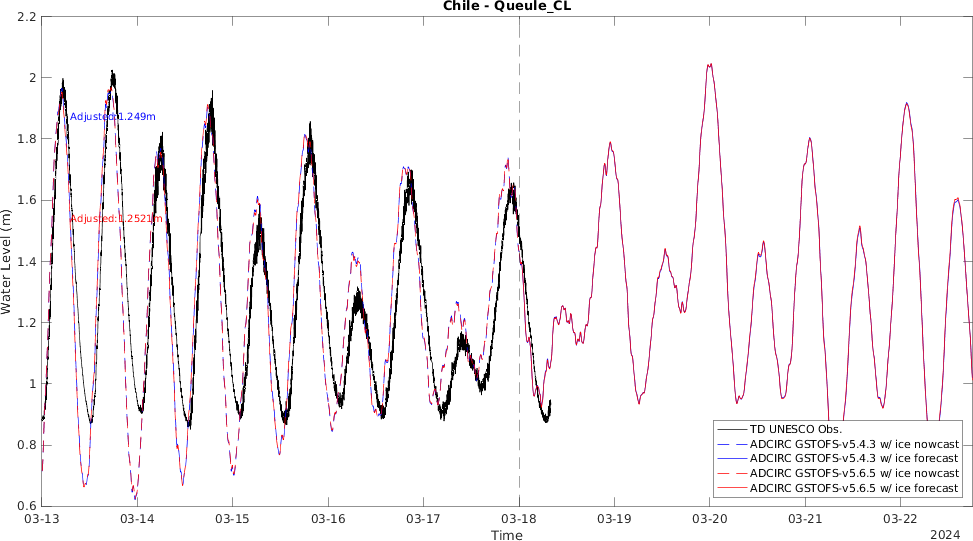 Chile - Queule_CL
2.2
2
1.8
1.6
1.4
1.2
1
0.8
0.6
Water Level (m)
Adjusted:1.249m
Adjusted:1.2521m
TD UNESCO Obs.
ADCIRC GSTOFS-v5.4.3 w/ ice nowcast
ADCIRC GSTOFS-v5.4.3 w/ ice forecast
ADCIRC GSTOFS-v5.6.5 w/ ice nowcast
ADCIRC GSTOFS-v5.6.5 w/ ice forecast
03-13 03-14 03-15 03-16 03-17 03-18 03-19 03-20 03-21 03-22
Time
2024